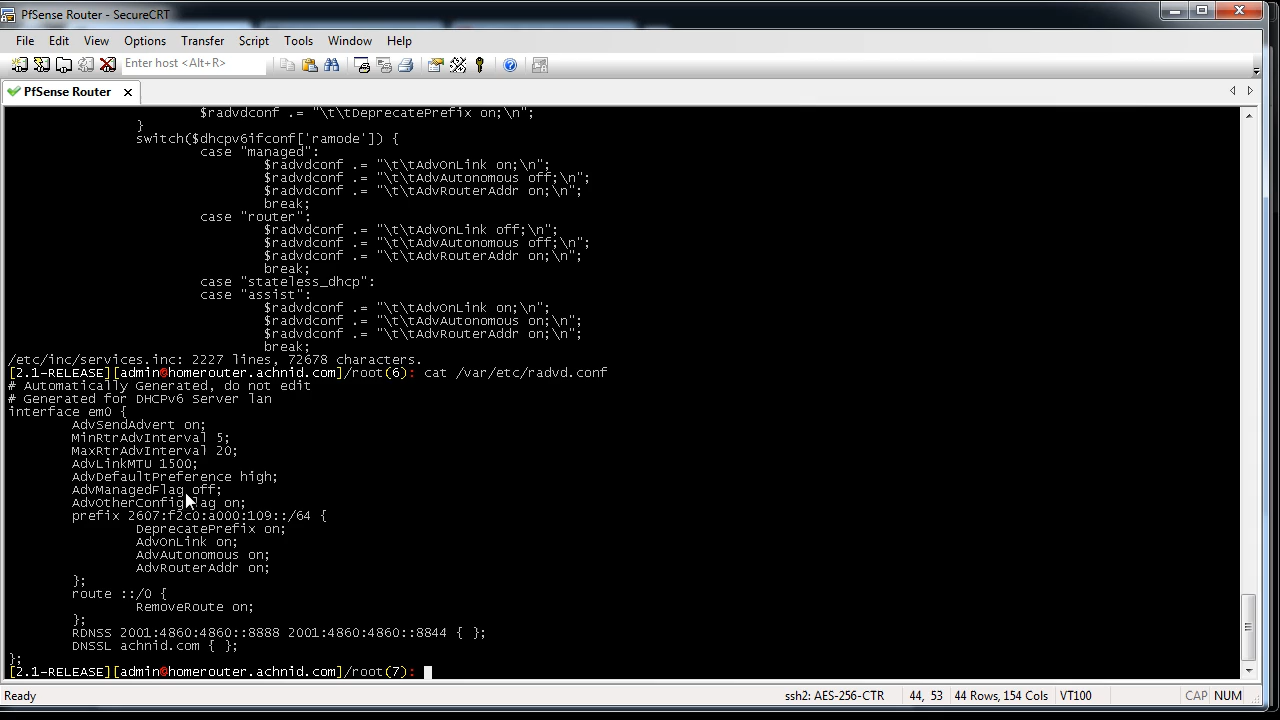 PfSense Router - SecureCRT
File Edit View Options Transfer Script Tools Window Help
Enter host <Alt+R>
PfSense Router
$radvdconf .= "\t\tDeprecatePrefix on;\n";
}
switch($dhcpv6ifconf['ramode']) {
case "managed":
$radvdconf .= "\t\tAdvOnLink on;\n";
$radvdconf .= "\t\tAdvAutonomous off;\n";
$radvdconf .= "\t\tAdvRouterAddr on;\n";
break;
case "router":
$radvdconf .= "\t\tAdvOnLink off;\n";
$radvdconf .= "\t\tAdvAutonomous off;\n";
$radvdconf .= "\t\tAdvRouterAddr on;\n";
break;
case "stateless_dhcp":
case "assist":
$radvdconf .= "\t\tAdvOnLink on;\n";
$radvdconf .= "\t\tAdvAutonomous on;\n";
$radvdconf .= "\t\tAdvRouterAddr on;\n";
break;
/etc/inc/services.inc: 2227 lines, 72678 characters.
[2.1-RELEASE][admin@homerouter.achnid.com]/root(6): cat /var/etc/radvd.conf
# Automatically Generated, do not edit
# Generated for DHCPv6 Server lan
interface em0 {
AdvSendAdvert on;
MinRtrAdvInterval 5;
MaxRtrAdvInterval 20;
AdvLinkMTU 1500;
AdvDefaultPreference high;
AdvManagedFlag off;
AdvOtherConfigFlag on;
prefix 2607:f2c0:a000:109::/64 {
DeprecatePrefix on;
AdvOnLink on;
AdvAutonomous on;
AdvRouterAddr on;
};
route ::/0 {
RemoveRoute on;
};
RDNSS 2001:4860:4860::8888 2001:4860:4860::8844 { };
DNSSL achnid.com { };
};
[2.1-RELEASE][admin@homerouter.achnid.com]/root(7):
Ready ssh2: AES-256-CTR 44, 53 44 Rows, 154 Cols VT100 CAP NUM